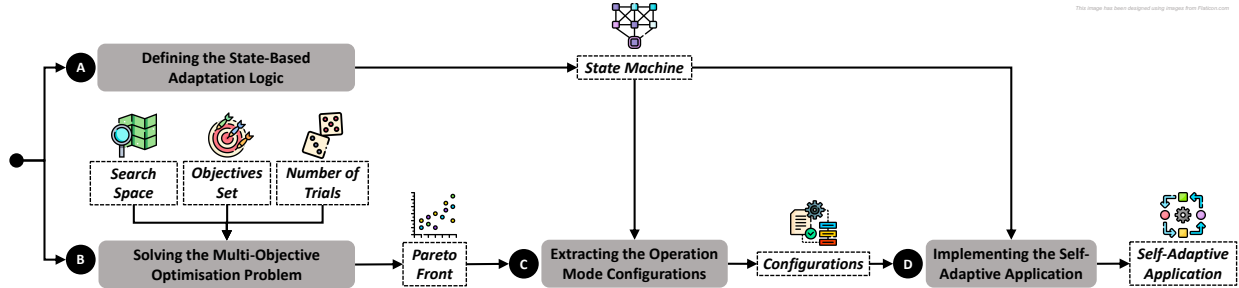 This image has been designed using images from Flaticon.com
A
Defining the State-Based
Adaptation Logic
State Machine
Search
Space
Objectives
Set
Number of
Trials
B
Solving the Multi-Objective
Optimisation Problem
Pareto
Front
C
Extracting the Operation
Mode Configurations
Configurations
D
Implementing the Self-
Adaptive Application
Self-Adaptive
Application